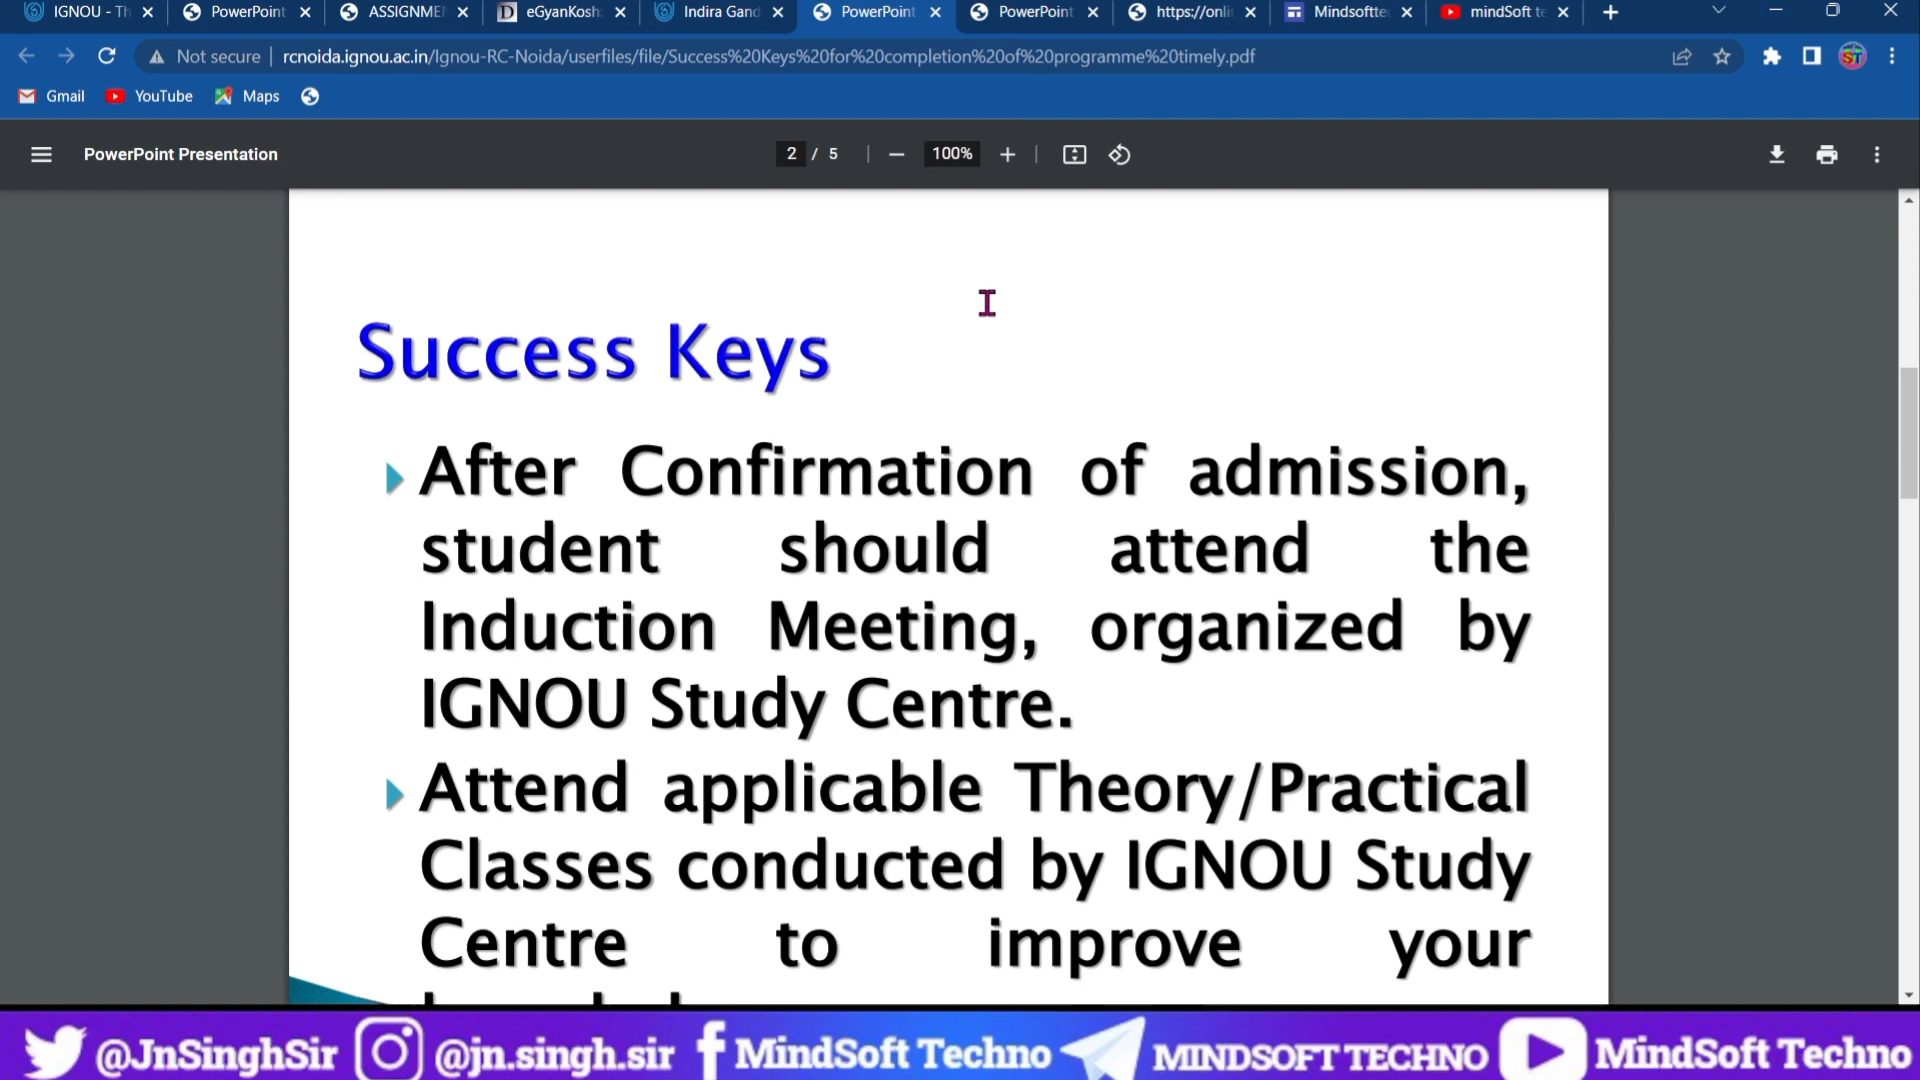 IGNOU - Th
PowerPoint
ASSIGNME
eGyanKosh
Indira Gand
PowerPoint
PowerPoint
https://onli
Mindsoftte
mindSoft te
Not secure
rcnoida.ignou.ac.in/Ignou-RC-Noida/userfiles/file/Success%20Keys%20for%20completion%20of%20programme%20timely.pdf
ST
Gmail
YouTube
Maps
PowerPoint Presentation
2 / 5
100%
Success Keys
After Confirmation of admission,
student should attend the
Induction Meeting, organized by
IGNOU Study Centre.
Attend applicable Theory/Practical
Classes conducted by IGNOU Study
Centre to improve your
@JnSinghSir
@jn.singh.sir
MindSoft Techno
MINDSOFT TECHNO
MindSoft Techno